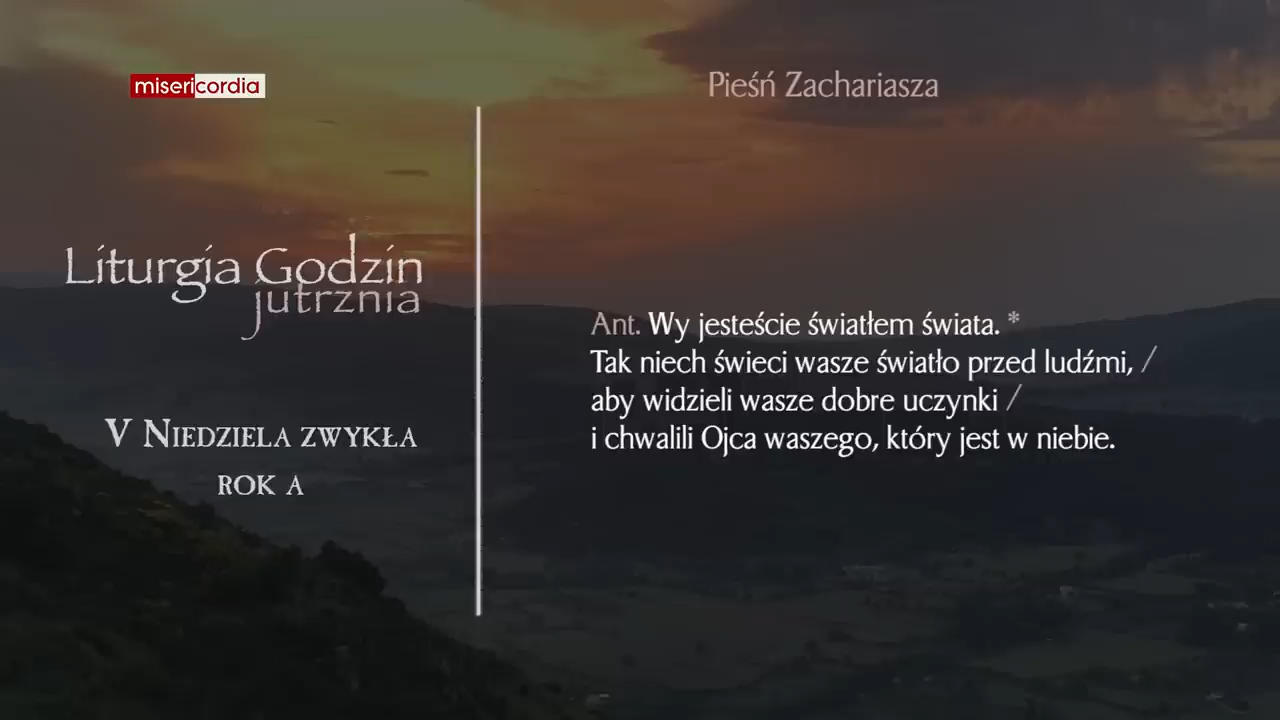 misericordia
Pieśń Zachariasza
Liturgia Godzin
jutrznia
V Niedziela zwykła
rok A
Ant. Wy jesteście światłem świata. *
Tak niech świeci wasze światło przed ludźmi, /
aby widzieli wasze dobre uczynki /
i chwalili Ojca waszego, który jest w niebie.